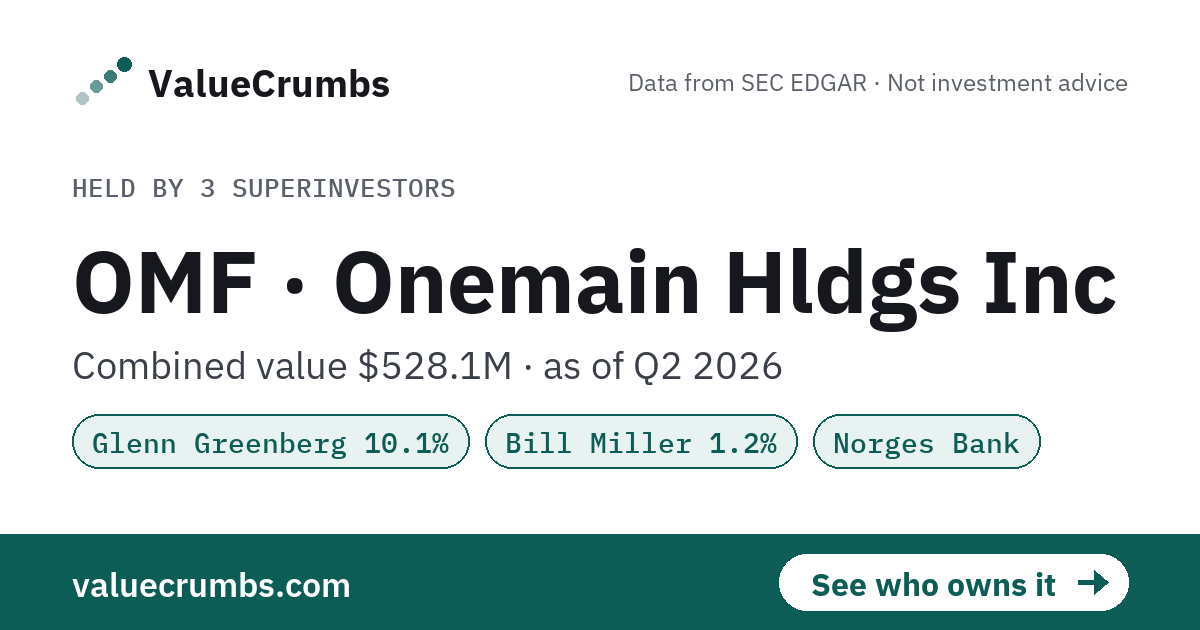 ValueCrumbs
Data from SEC EDGAR · Not investment advice
HELD BY 3 SUPERINVESTORS
OMF · Onemain Hldgs Inc
Combined value $528.1M · as of Q2 2026
Glenn Greenberg 10.1% Bill Miller 1.2% Norges Bank
valuecrumbs.com
See who owns it →